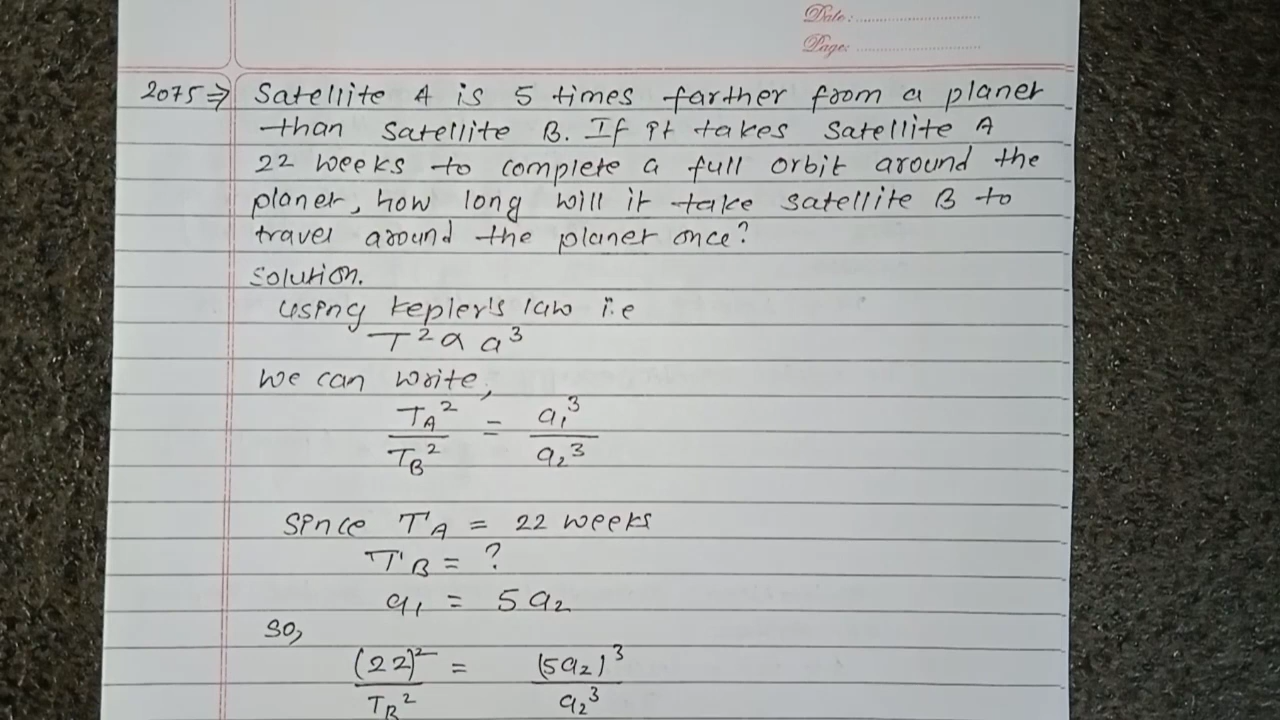 Date:
Page:
2075⇒ Satellite A is 5 times farther from a planet
than satellite B. If it takes satellite A
22 weeks to complete a full orbit around the
planet, how long will it take satellite B to
travel around the planet once?
Solution.
Using Kepler's law i.e
T² α a³
We can write,
T_A²/T_B² = a₁³/a₂³
Since T_A = 22 weeks
T_B = ?
a₁ = 5a₂
so,
(22)²/T_B² = (5a₂)³/a₂³